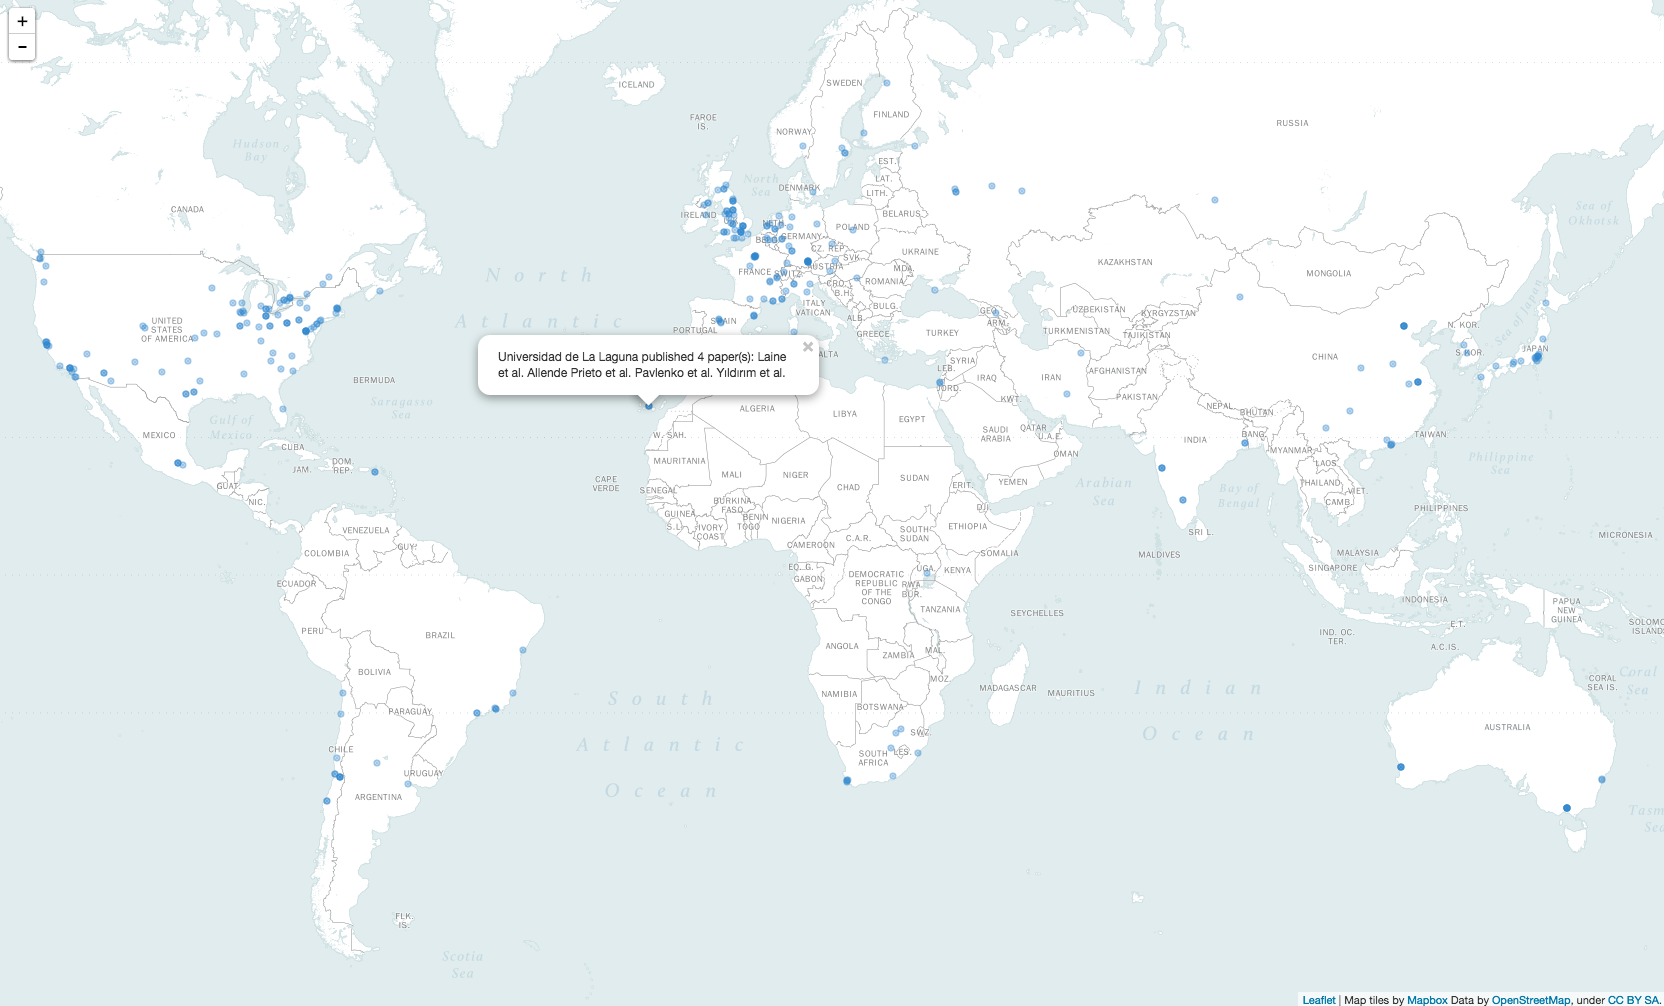 +
-
ICELAND
SWEDEN
FAROE
IS.
FINLAND
NORWAY
RUSSIA
Hudson
Bay
EST.
LAT.
North
Sea
DENMARK
LITH.
CANADA
IRELAND
U.K.
BELARUS
Sea of
Okhotsk
NETH.
POLAND
BELG.
GERMANY
CZ. REP.
UKRAINE
SVK.
AUSTRIA
KAZAKHSTAN
North
FRANCE
SWITZ.
MDA.
MONGOLIA
CRO.
ROMANIA
B.H.
ITALY
VATICAN
BULG.
UZBEKISTAN
KYRGYZSTAN
Sea of Japan
Atlantic
UNITED
STATES
OF AMERICA
SPAIN
PORTUGAL
ALB.
GEO.
ARM.
N. KOR.
GREECE
TURKEY
TURKMENISTAN
TAJIKISTAN
S.KOR.
JAPAN
Universidad de La Laguna published 4 paper(s): Laine
et al. Allende Prieto et al. Pavlenko et al. Yıldırım et al.
×
MALTA
SYRIA
LEB.
CHINA
IRAQ
IRAN
AFGHANISTAN
BERMUDA
JORD.
PAKISTAN
KWT.
Saragasso
Sea
NEPAL
BHUTAN
ALGERIA
LIBYA
EGYPT
Gulf of
Mexico
MEXICO
W. SAH.
SAUDI
ARABIA
QATAR
U.A.E.
BANG.
TAIWAN
INDIA
CUBA
OMAN
MYANMAR
MAURITANIA
LAOS
Philippine
Sea
JAM.
DOM.
REP.
MALI
NIGER
SUDAN
CAPE
VERDE
GUAT.
CHAD
ERIT.
YEMEN
Arabian
Sea
THAILAND
VIET.
SENEGAL
Bay of
Bengal
NIC.
BURKINA
FASO
CAMB.
DJI.
PHILIPPINES
GUINEA
BENIN
TOGO
NIGERIA
S.L.
IVORY
COAST
SOUTH
SUDAN
ETHIOPIA
VENEZUELA
SRI L.
C.A.R.
MICRONESIA
GUY.
CAMEROON
COLOMBIA
SOMALIA
MALDIVES
MALAYSIA
EQ. G.
GABON
UGA.
KENYA
SINGAPORE
DEMOCRATIC
REPUBLIC
OF THE
CONGO
ECUADOR
RWA.
BUR.
INDONESIA
TANZANIA
SEYCHELLES
PAPUA
NEW
GUINEA
SOLOMON
ISLANDS
E.T.
PERU
BRAZIL
IND. OC.
TER.
ANGOLA
A.C.IS.
MAL.
ZAMBIA
BOLIVIA
MOZ.
CORAL
SEA IS.
Coral
Sea
MADAGASCAR
MAURITIUS
Indian
NAMIBIA
South
BOTSWANA
PARAGUAY
AUSTRALIA
SWZ.
Ocean
Atlantic
CHILE
SOUTH
AFRICA
LES.
URUGUAY
Ocean
ARGENTINA
FLK.
IS.
Scotia
Sea
Leaflet | Map tiles by Mapbox Data by OpenStreetMap, under CC BY SA.